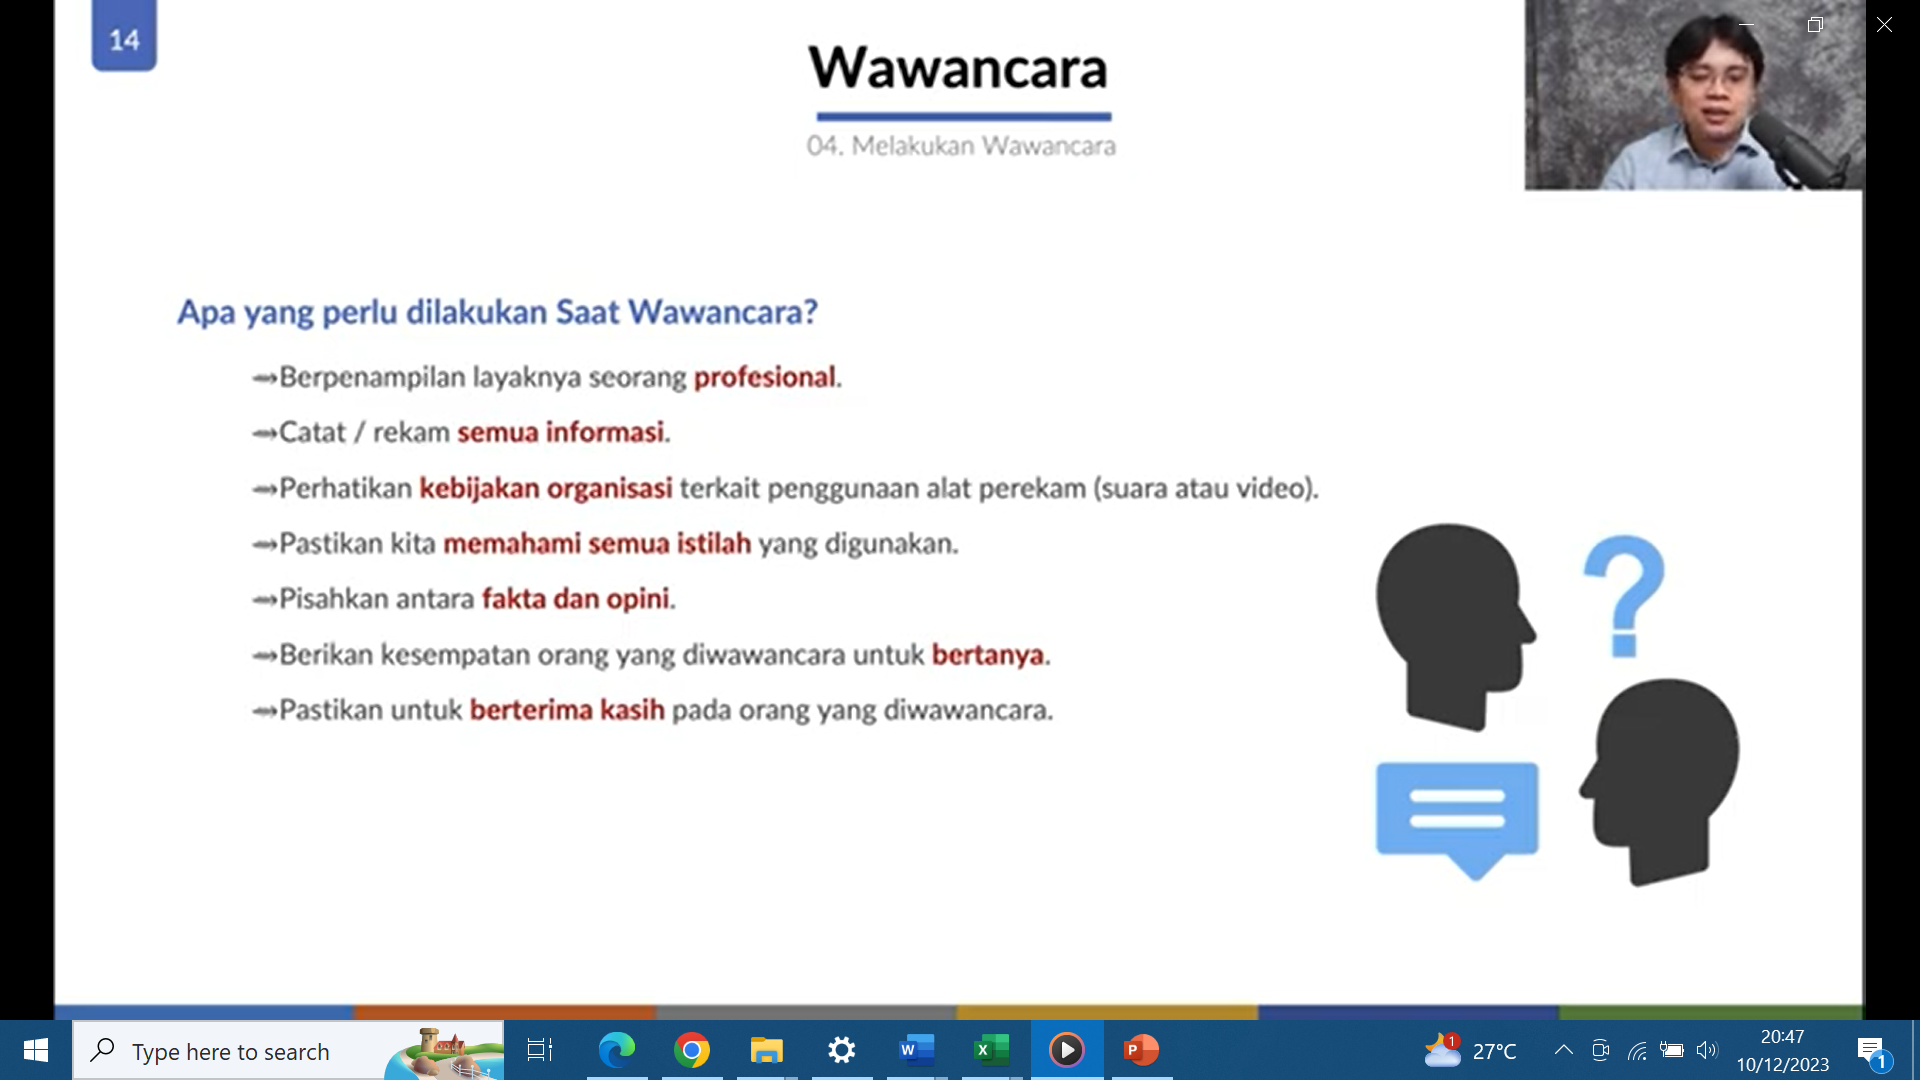 14
Wawancara
04. Melakukan Wawancara
Apa yang perlu dilakukan Saat Wawancara?
→Berpenampilan layaknya seorang profesional.
→Catat / rekam semua informasi.
→Perhatikan kebijakan organisasi terkait penggunaan alat perekam (suara atau video).
→Pastikan kita memahami semua istilah yang digunakan.
→Pisahkan antara fakta dan opini.
→Berikan kesempatan orang yang diwawancara untuk bertanya.
→Pastikan untuk berterima kasih pada orang yang diwawancara.
Type here to search
1
27°C
20:47
10/12/2023
1